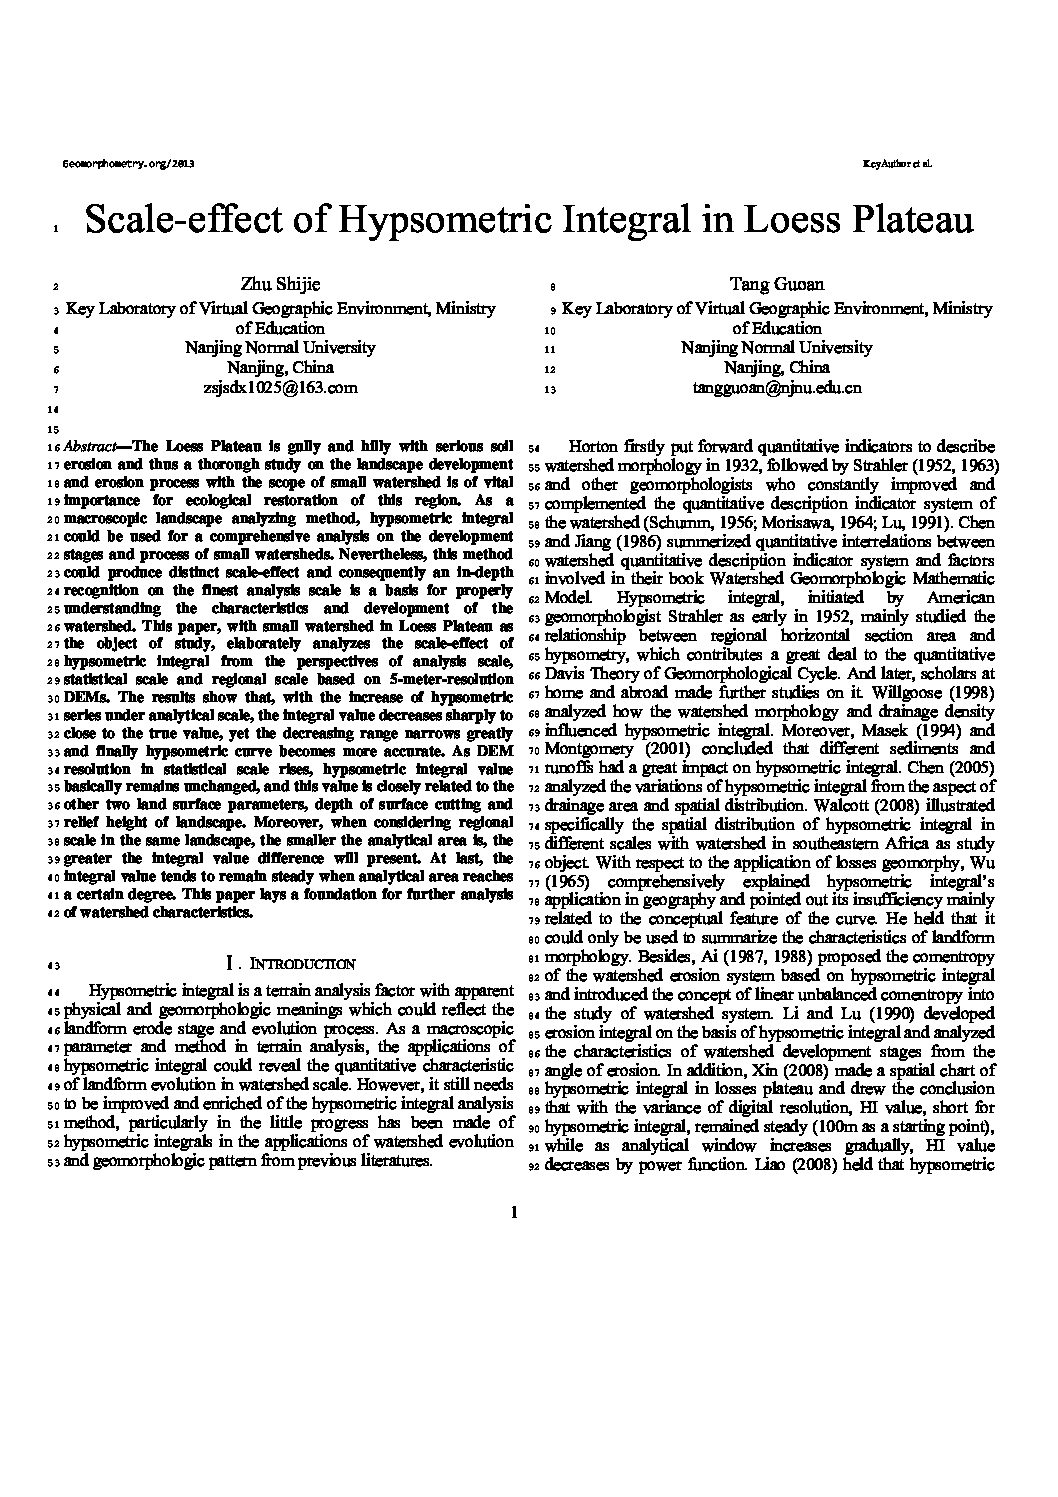 Geomorphometry.org/2013
KeyAuthor et al.
1 Scale-effect of Hypsometric Integral in Loess Plateau
2 Zhu Shijie
3 Key Laboratory of Virtual Geographic Environment, Ministry
4 of Education
5 Nanjing Normal University
6 Nanjing, China
7 zsjsdx1025@163.com
8 Tang Guoan
9 Key Laboratory of Virtual Geographic Environment, Ministry
10 of Education
11 Nanjing Normal University
12 Nanjing, China
13 tangguoan@njnu.edu.cn
14
15
16 Abstract—The Loess Plateau is gully and hilly with serious soil
17 erosion and thus a thorough study on the landscape development
18 and erosion process with the scope of small watershed is of vital
19 importance for ecological restoration of this region. As a
20 macroscopic landscape analyzing method, hypsometric integral
21 could be used for a comprehensive analysis on the development
22 stages and process of small watersheds. Nevertheless, this method
23 could produce distinct scale-effect and consequently an in-depth
24 recognition on the finest analysis scale is a basis for properly
25 understanding the characteristics and development of the
26 watershed. This paper, with small watershed in Loess Plateau as
27 the object of study, elaborately analyzes the scale-effect of
28 hypsometric integral from the perspectives of analysis scale,
29 statistical scale and regional scale based on 5-meter-resolution
30 DEMs. The results show that, with the increase of hypsometric
31 series under analytical scale, the integral value decreases sharply to
32 close to the true value, yet the decreasing range narrows greatly
33 and finally hypsometric curve becomes more accurate. As DEM
34 resolution in statistical scale rises, hypsometric integral value
35 basically remains unchanged, and this value is closely related to the
36 other two land surface parameters, depth of surface cutting and
37 relief height of landscape. Moreover, when considering regional
38 scale in the same landscape, the smaller the analytical area is, the
39 greater the integral value difference will present. At last, the
40 integral value tends to remain steady when analytical area reaches
41 a certain degree. This paper lays a foundation for further analysis
42 of watershed characteristics.
43 I. INTRODUCTION
44 Hypsometric integral is a terrain analysis factor with apparent
45 physical and geomorphologic meanings which could reflect the
46 landform erode stage and evolution process. As a macroscopic
47 parameter and method in terrain analysis, the applications of
48 hypsometric integral could reveal the quantitative characteristic
49 of landform evolution in watershed scale. However, it still needs
50 to be improved and enriched of the hypsometric integral analysis
51 method, particularly in the little progress has been made of
52 hypsometric integrals in the applications of watershed evolution
53 and geomorphologic pattern from previous literatures.
54 Horton firstly put forward quantitative indicators to describe
55 watershed morphology in 1932, followed by Strahler (1952, 1963)
56 and other geomorphologists who constantly improved and
57 complemented the quantitative description indicator system of
58 the watershed (Schumm, 1956; Morisawa, 1964; Lu, 1991). Chen
59 and Jiang (1986) summerized quantitative interrelations between
60 watershed quantitative description indicator system and factors
61 involved in their book Watershed Geomorphologic Mathematic
62 Model. Hypsometric integral, initiated by American
63 geomorphologist Strahler as early in 1952, mainly studied the
64 relationship between regional horizontal section area and
65 hypsometry, which contributes a great deal to the quantitative
66 Davis Theory of Geomorphological Cycle. And later, scholars at
67 home and abroad made further studies on it. Willgoose (1998)
68 analyzed how the watershed morphology and drainage density
69 influenced hypsometric integral. Moreover, Masek (1994) and
70 Montgomery (2001) concluded that different sediments and
71 runoffs had a great impact on hypsometric integral. Chen (2005)
72 analyzed the variations of hypsometric integral from the aspect of
73 drainage area and spatial distribution. Walcott (2008) illustrated
74 specifically the spatial distribution of hypsometric integral in
75 different scales with watershed in southeastern Africa as study
76 object. With respect to the application of losses geomorphy, Wu
77 (1965) comprehensively explained hypsometric integral's
78 application in geography and pointed out its insufficiency mainly
79 related to the conceptual feature of the curve. He held that it
80 could only be used to summarize the characteristics of landform
81 morphology. Besides, Ai (1987, 1988) proposed the comentropy
82 of the watershed erosion system based on hypsometric integral
83 and introduced the concept of linear unbalanced comentropy into
84 the study of watershed system. Li and Lu (1990) developed
85 erosion integral on the basis of hypsometric integral and analyzed
86 the characteristics of watershed development stages from the
87 angle of erosion. In addition, Xin (2008) made a spatial chart of
88 hypsometric integral in losses plateau and drew the conclusion
89 that with the variance of digital resolution, HI value, short for
90 hypsometric integral, remained steady (100m as a starting point),
91 while as analytical window increases gradually, HI value
92 decreases by power function. Liao (2008) held that hypsometric
1